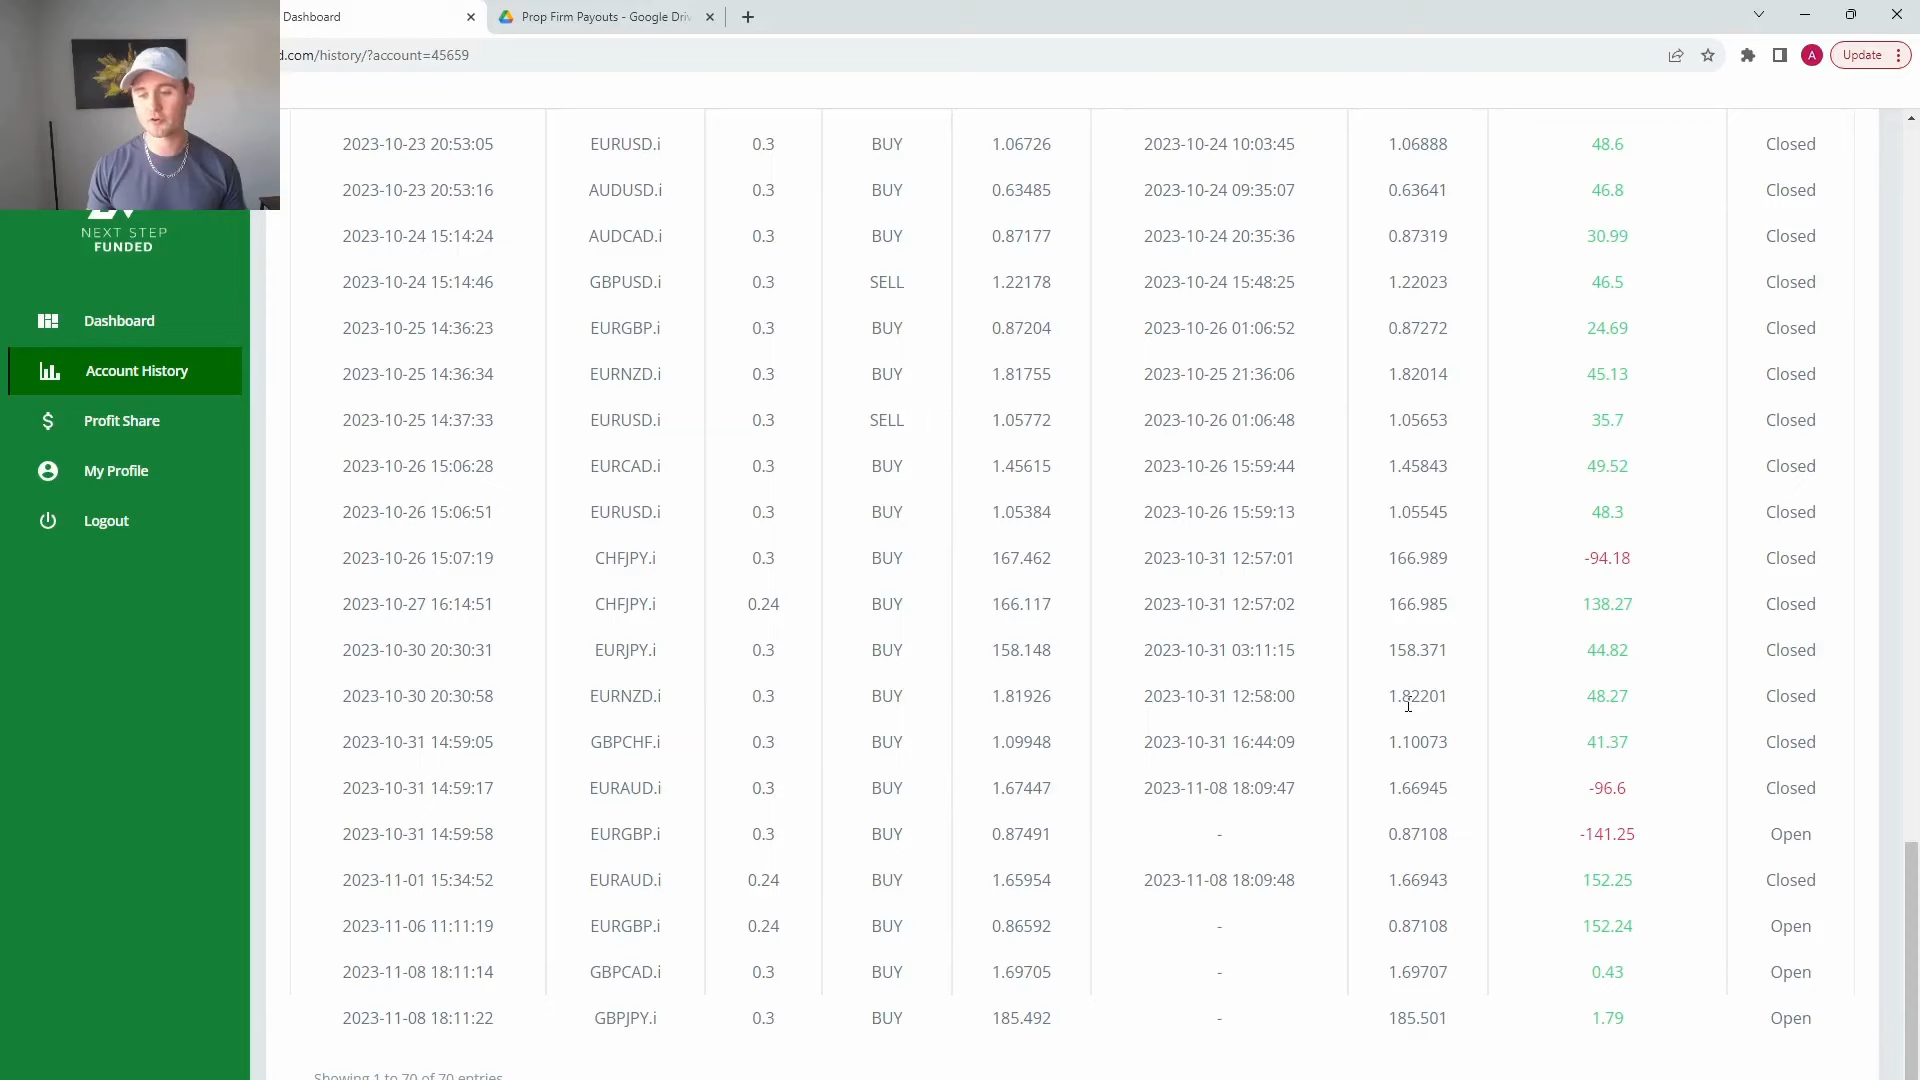 Dashboard
Prop Firm Payouts - Google Driv
d.com/history/?account=45659
A
Update
NEXT STEP
FUNDED
Dashboard
Account History
Profit Share
My Profile
Logout
2023-10-23 20:53:05 EURUSD.i 0.3 BUY 1.06726 2023-10-24 10:03:45 1.06888 48.6 Closed
2023-10-23 20:53:16 AUDUSD.i 0.3 BUY 0.63485 2023-10-24 09:35:07 0.63641 46.8 Closed
2023-10-24 15:14:24 AUDCAD.i 0.3 BUY 0.87177 2023-10-24 20:35:36 0.87319 30.99 Closed
2023-10-24 15:14:46 GBPUSD.i 0.3 SELL 1.22178 2023-10-24 15:48:25 1.22023 46.5 Closed
2023-10-25 14:36:23 EURGBP.i 0.3 BUY 0.87204 2023-10-26 01:06:52 0.87272 24.69 Closed
2023-10-25 14:36:34 EURNZD.i 0.3 BUY 1.81755 2023-10-25 21:36:06 1.82014 45.13 Closed
2023-10-25 14:37:33 EURUSD.i 0.3 SELL 1.05772 2023-10-26 01:06:48 1.05653 35.7 Closed
2023-10-26 15:06:28 EURCAD.i 0.3 BUY 1.45615 2023-10-26 15:59:44 1.45843 49.52 Closed
2023-10-26 15:06:51 EURUSD.i 0.3 BUY 1.05384 2023-10-26 15:59:13 1.05545 48.3 Closed
2023-10-26 15:07:19 CHFJPY.i 0.3 BUY 167.462 2023-10-31 12:57:01 166.989 -94.18 Closed
2023-10-27 16:14:51 CHFJPY.i 0.24 BUY 166.117 2023-10-31 12:57:02 166.985 138.27 Closed
2023-10-30 20:30:31 EURJPY.i 0.3 BUY 158.148 2023-10-31 03:11:15 158.371 44.82 Closed
2023-10-30 20:30:58 EURNZD.i 0.3 BUY 1.81926 2023-10-31 12:58:00 1.82201 48.27 Closed
2023-10-31 14:59:05 GBPCHF.i 0.3 BUY 1.09948 2023-10-31 16:44:09 1.10073 41.37 Closed
2023-10-31 14:59:17 EURAUD.i 0.3 BUY 1.67447 2023-11-08 18:09:47 1.66945 -96.6 Closed
2023-10-31 14:59:58 EURGBP.i 0.3 BUY 0.87491 - 0.87108 -141.25 Open
2023-11-01 15:34:52 EURAUD.i 0.24 BUY 1.65954 2023-11-08 18:09:48 1.66943 152.25 Closed
2023-11-06 11:11:19 EURGBP.i 0.24 BUY 0.86592 - 0.87108 152.24 Open
2023-11-08 18:11:14 GBPCAD.i 0.3 BUY 1.69705 - 1.69707 0.43 Open
2023-11-08 18:11:22 GBPJPY.i 0.3 BUY 185.492 - 185.501 1.79 Open
Showing 1 to 70 of 70 entries